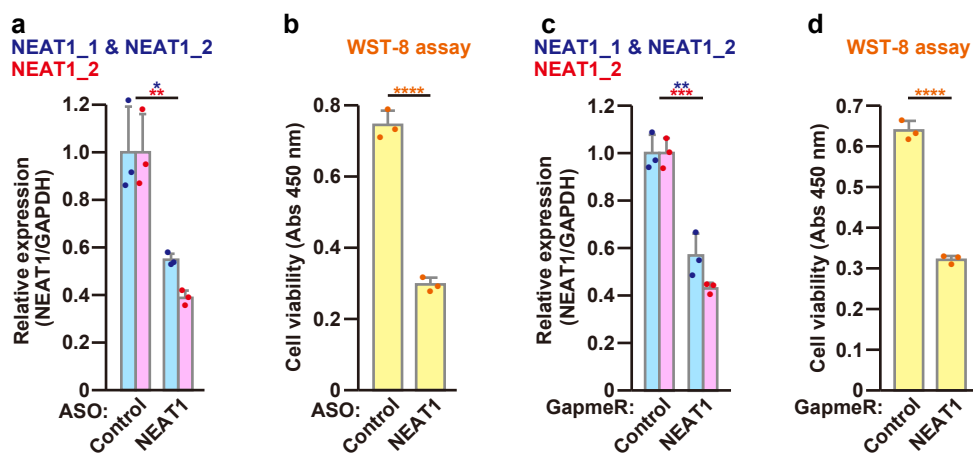 a
NEAT1_1 & NEAT1_2
NEAT1_2
*
**
Relative expression
(NEAT1/GAPDH)
1.2
1.0
0.8
0.6
0.4
0.2
0
ASO:
Control
NEAT1
b
WST-8 assay
****
Cell viability (Abs 450 nm)
0.8
0.6
0.4
0.2
0
ASO:
Control
NEAT1
c
NEAT1_1 & NEAT1_2
NEAT1_2
**
***
Relative expression
(NEAT1/GAPDH)
1.2
1.0
0.8
0.6
0.4
0.2
0
GapmeR:
Control
NEAT1
d
WST-8 assay
****
Cell viability (Abs 450 nm)
0.7
0.6
0.5
0.4
0.3
0.2
0.1
0
GapmeR:
Control
NEAT1